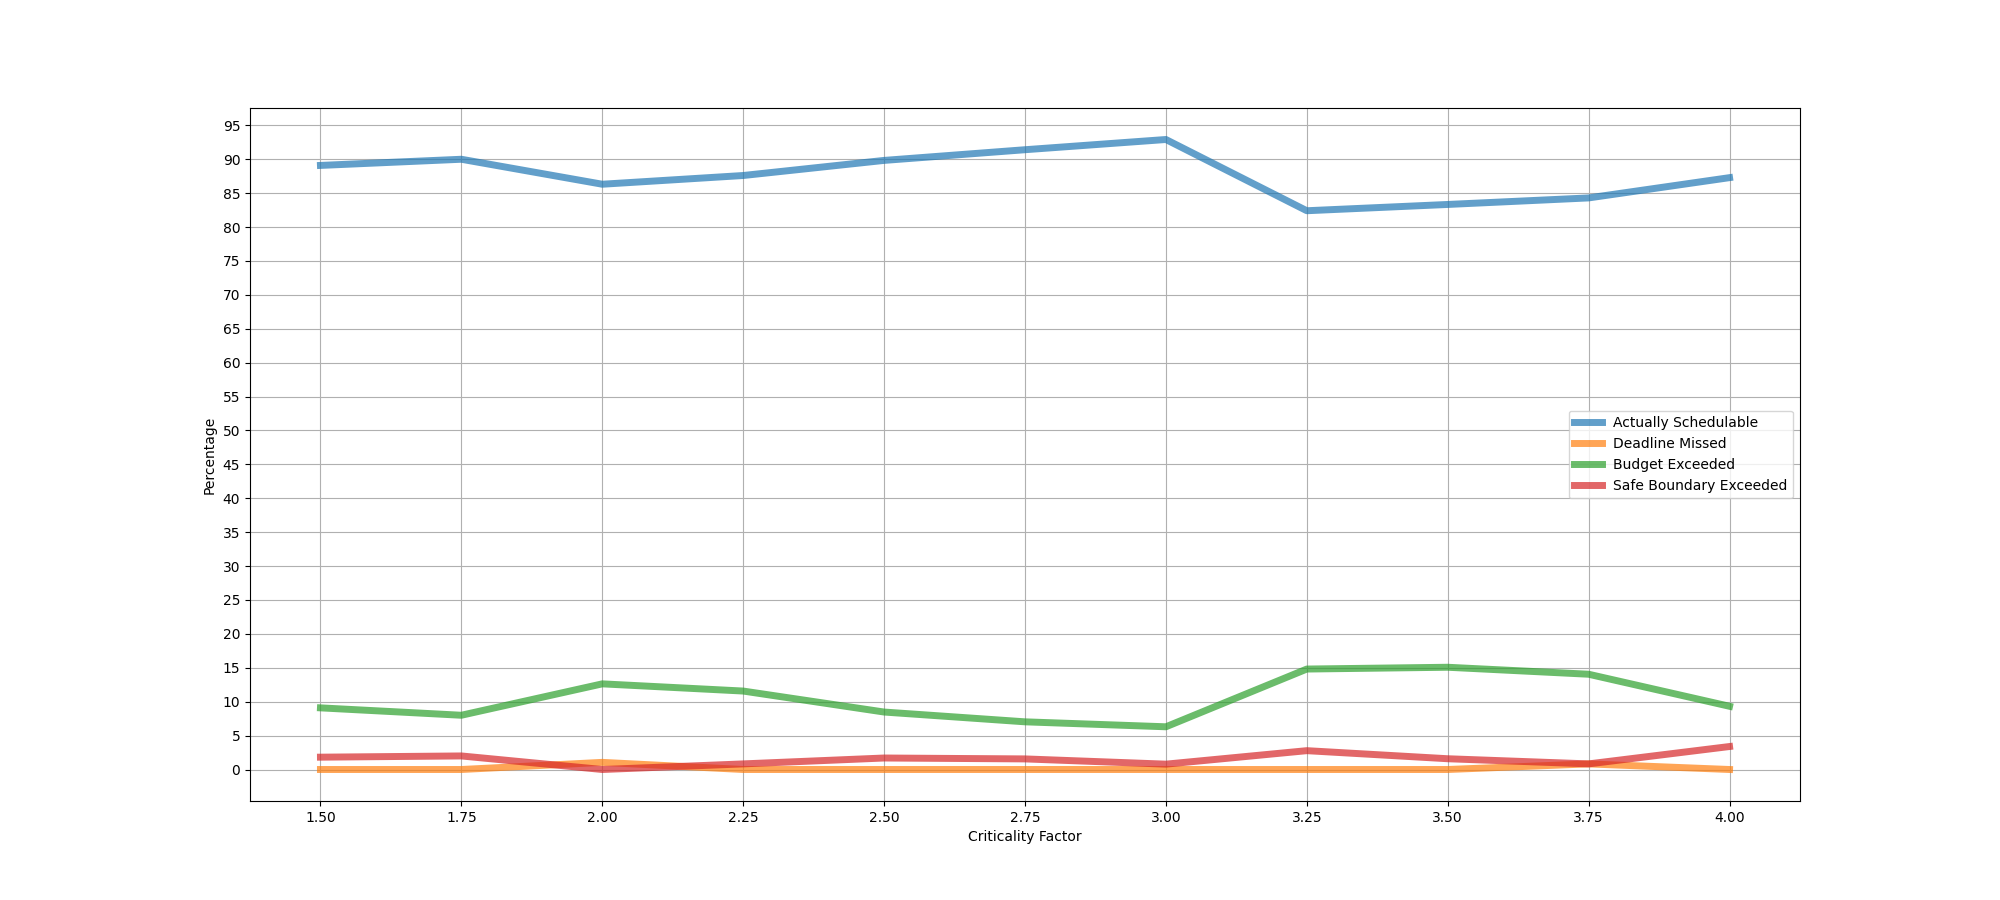 95
90
85
80
75
70
65
60
55
50
45
40
35
30
25
20
15
10
5
0
Percentage
Actually Schedulable
Deadline Missed
Budget Exceeded
Safe Boundary Exceeded
1.50 1.75 2.00 2.25 2.50 2.75 3.00 3.25 3.50 3.75 4.00
Criticality Factor